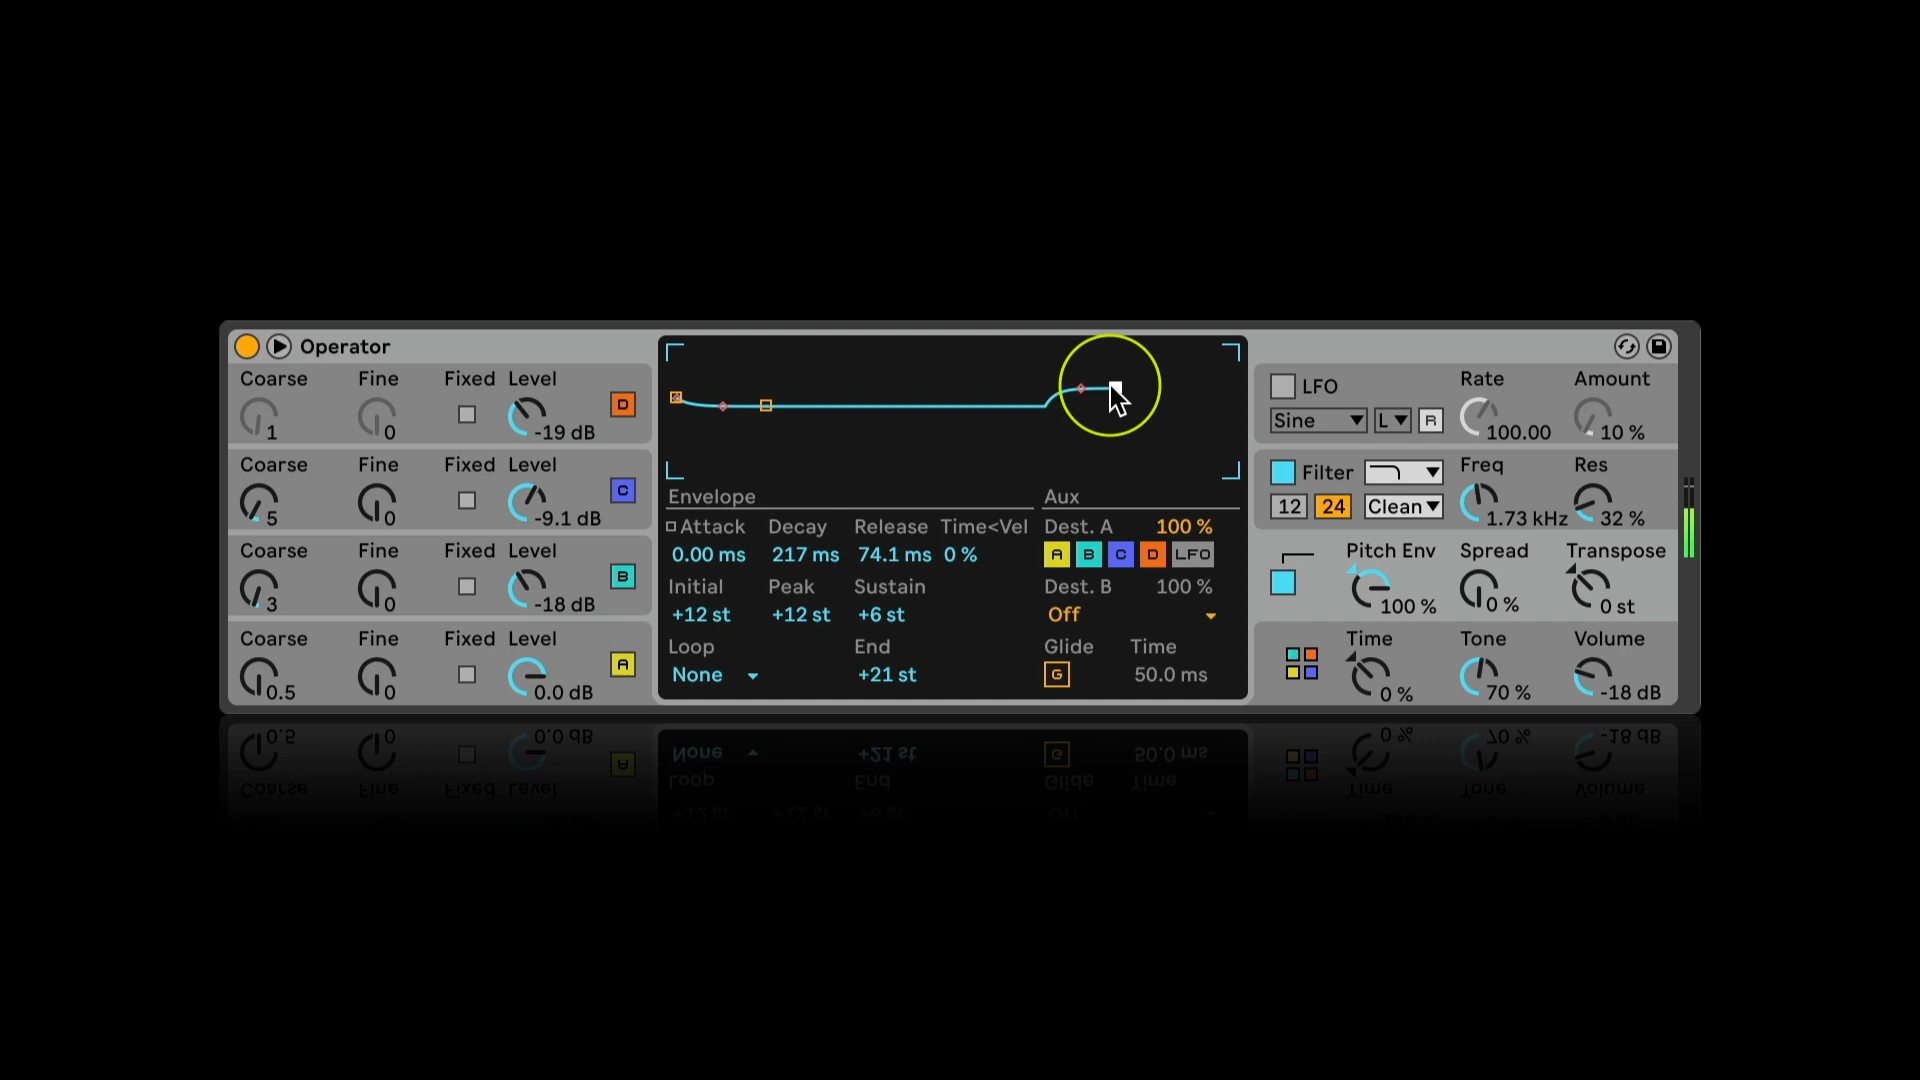 Operator
Coarse Fine Fixed Level
1 0 -19 dB D
Coarse Fine Fixed Level
5 0 -9.1 dB C
Coarse Fine Fixed Level
3 0 -18 dB B
Coarse Fine Fixed Level
0.5 0 0.0 dB A
Envelope
Attack Decay Release Time<Vel
0.00 ms 217 ms 74.1 ms 0 %
Initial Peak Sustain
+12 st +12 st +6 st
Loop End
None +21 st
Aux
Dest. A 100 %
A B C D LFO
Dest. B 100 %
Off
Glide Time
G 50.0 ms
LFO Rate Amount
Sine L R 100.00 10 %
Filter Freq Res
12 24 Clean 1.73 kHz 32 %
Pitch Env Spread Transpose
100 % 0 % 0 st
Time Tone Volume
0 % 70 % -18 dB